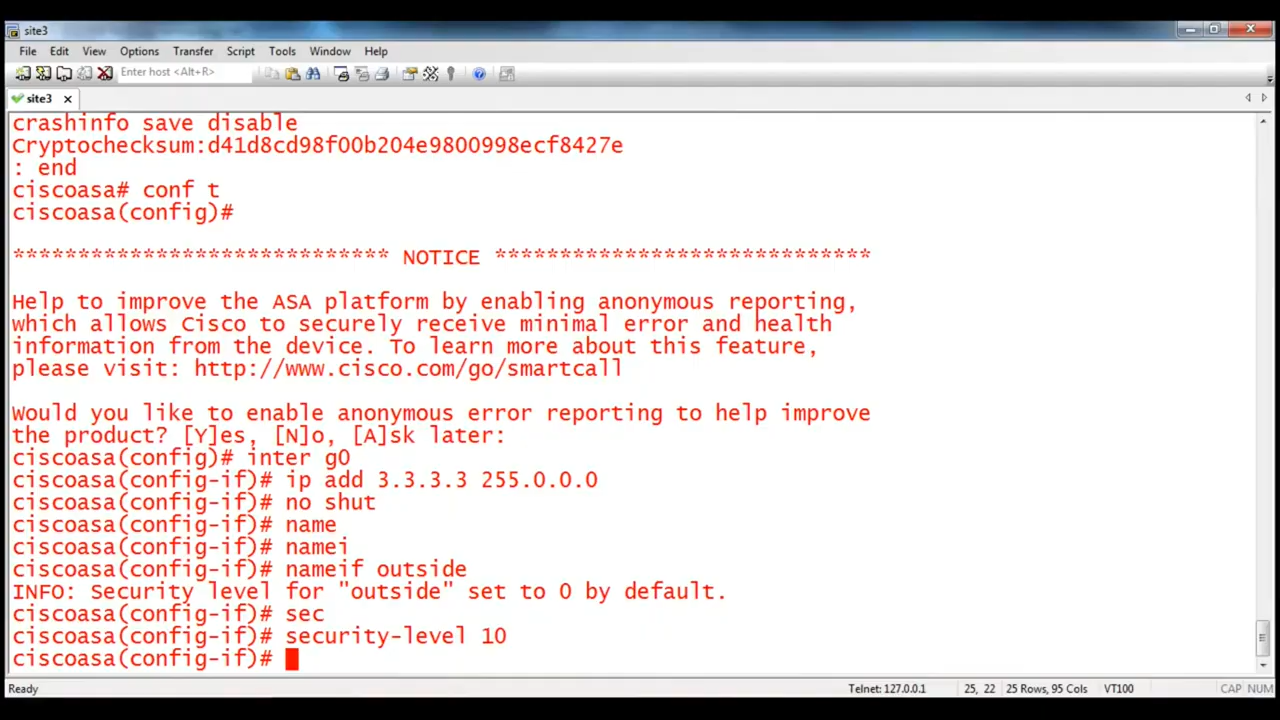 site3
File Edit View Options Transfer Script Tools Window Help
Enter host <Alt+R>
site3
crashinfo save disable
Cryptochecksum:d41d8cd98f00b204e9800998ecf8427e
: end
ciscoasa# conf t
ciscoasa(config)#
***************************** NOTICE *****************************
Help to improve the ASA platform by enabling anonymous reporting,
which allows Cisco to securely receive minimal error and health
information from the device. To learn more about this feature,
please visit: http://www.cisco.com/go/smartcall
Would you like to enable anonymous error reporting to help improve
the product? [Y]es, [N]o, [A]sk later:
ciscoasa(config)# inter g0
ciscoasa(config-if)# ip add 3.3.3.3 255.0.0.0
ciscoasa(config-if)# no shut
ciscoasa(config-if)# name
ciscoasa(config-if)# namei
ciscoasa(config-if)# nameif outside
INFO: Security level for "outside" set to 0 by default.
ciscoasa(config-if)# sec
ciscoasa(config-if)# security-level 10
ciscoasa(config-if)#
Ready Telnet: 127.0.0.1 25, 22 25 Rows, 95 Cols VT100 CAP NUM